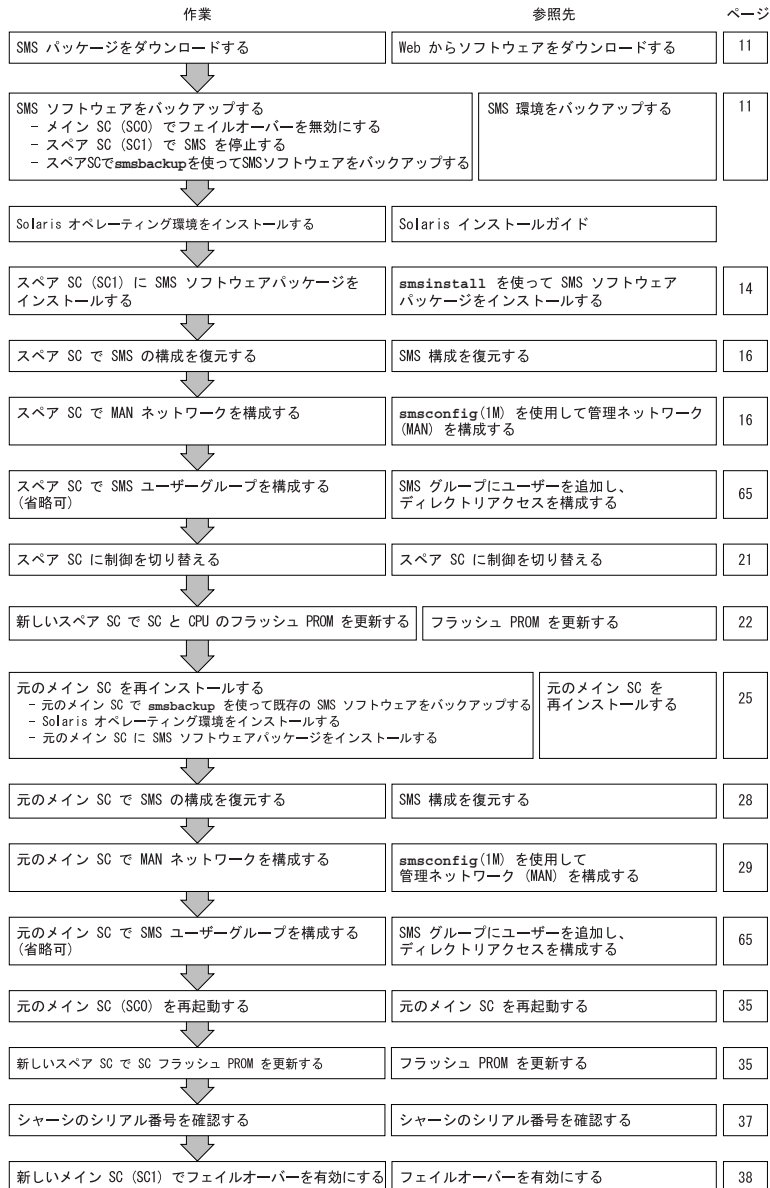 作業 参照先 ページ
SMS パッケージをダウンロードする
Web からソフトウェアをダウンロードする
11
SMS ソフトウェアをバックアップする
- メイン SC (SC0) でフェイルオーバーを無効にする
- スペア SC (SC1) で SMS を停止する
- スペアSCでsmsbackupを使ってSMSソフトウェアをバックアップする
SMS 環境をバックアップする
11
Solaris オペレーティング環境をインストールする
Solaris インストールガイド
スペア SC (SC1) に SMS ソフトウェアパッケージを
インストールする
smsinstall を使って SMS ソフトウェア
パッケージをインストールする
14
スペア SC で SMS の構成を復元する
SMS 構成を復元する
16
スペア SC で MAN ネットワークを構成する
smsconfig(1M) を使用して管理ネットワーク
(MAN) を構成する
16
スペア SC で SMS ユーザーグループを構成する
(省略可)
SMS グループにユーザーを追加し、
ディレクトリアクセスを構成する
65
スペア SC に制御を切り替える
スペア SC に制御を切り替える
21
新しいスペア SC で SC と CPU のフラッシュ PROM を更新する
フラッシュ PROM を更新する
22
元のメイン SC を再インストールする
- 元のメイン SC で smsbackup を使って既存の SMS ソフトウェアをバックアップする
- Solaris オペレーティング環境をインストールする
- 元のメイン SC に SMS ソフトウェアパッケージをインストールする
元のメイン SC を
再インストールする
25
元のメイン SC で SMS の構成を復元する
SMS 構成を復元する
28
元のメイン SC で MAN ネットワークを構成する
smsconfig(1M) を使用して
管理ネットワーク (MAN) を構成する
29
元のメイン SC で SMS ユーザーグループを構成する
(省略可)
SMS グループにユーザーを追加し、
ディレクトリアクセスを構成する
65
元のメイン SC (SC0) を再起動する
元のメイン SC を再起動する
35
新しいスペア SC で SC フラッシュ PROM を更新する
フラッシュ PROM を更新する
35
シャーシのシリアル番号を確認する
シャーシのシリアル番号を確認する
37
新しいメイン SC (SC1) でフェイルオーバーを有効にする
フェイルオーバーを有効にする
38